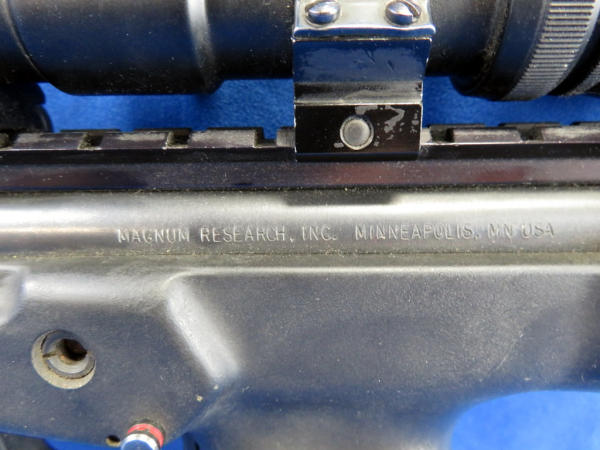 MAGNUM RESEARCH, INC. MINNEAPOLIS, MN USA